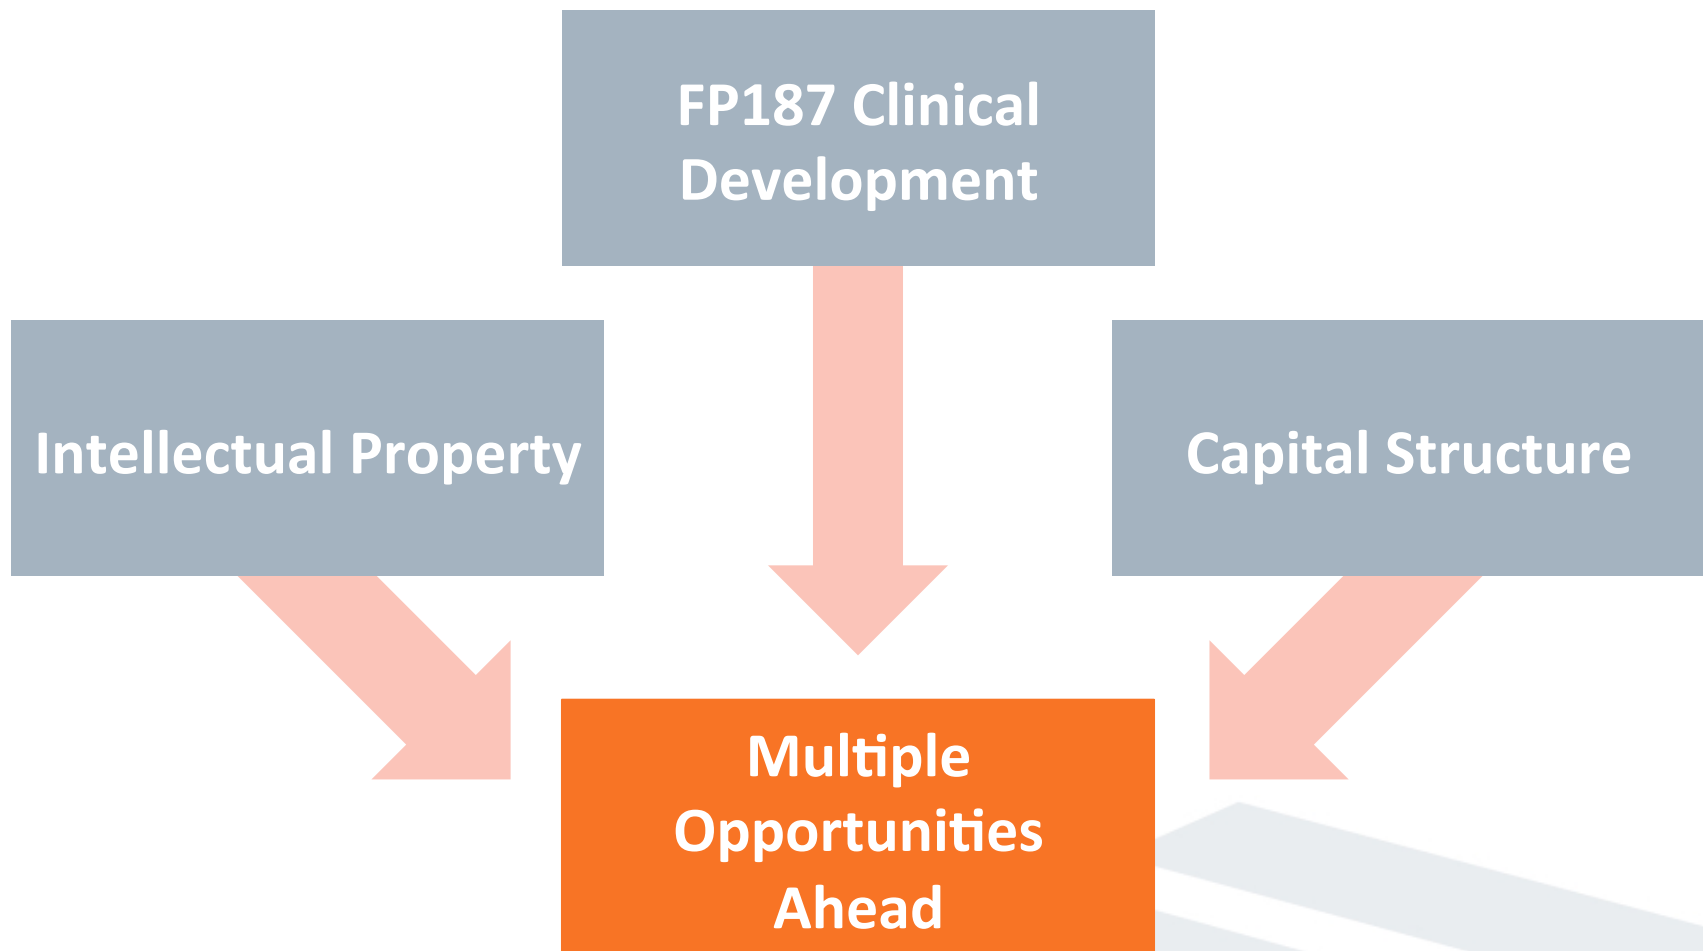 FP187 Clinical
Development
Intellectual Property
Capital Structure
Multiple
Opportunities
Ahead